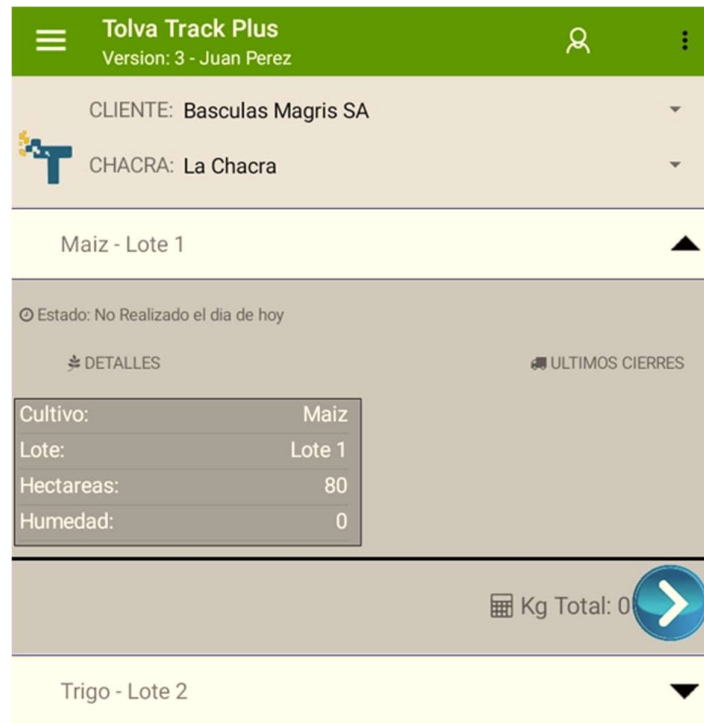 Tolva Track Plus
Version: 3 - Juan Perez
CLIENTE: Basculas Magris SA
CHACRA: La Chacra
Maiz - Lote 1
Estado: No Realizado el dia de hoy
DETALLES
ULTIMOS CIERRES
Cultivo: Maiz
Lote: Lote 1
Hectareas: 80
Humedad: 0
Kg Total: 0
Trigo - Lote 2